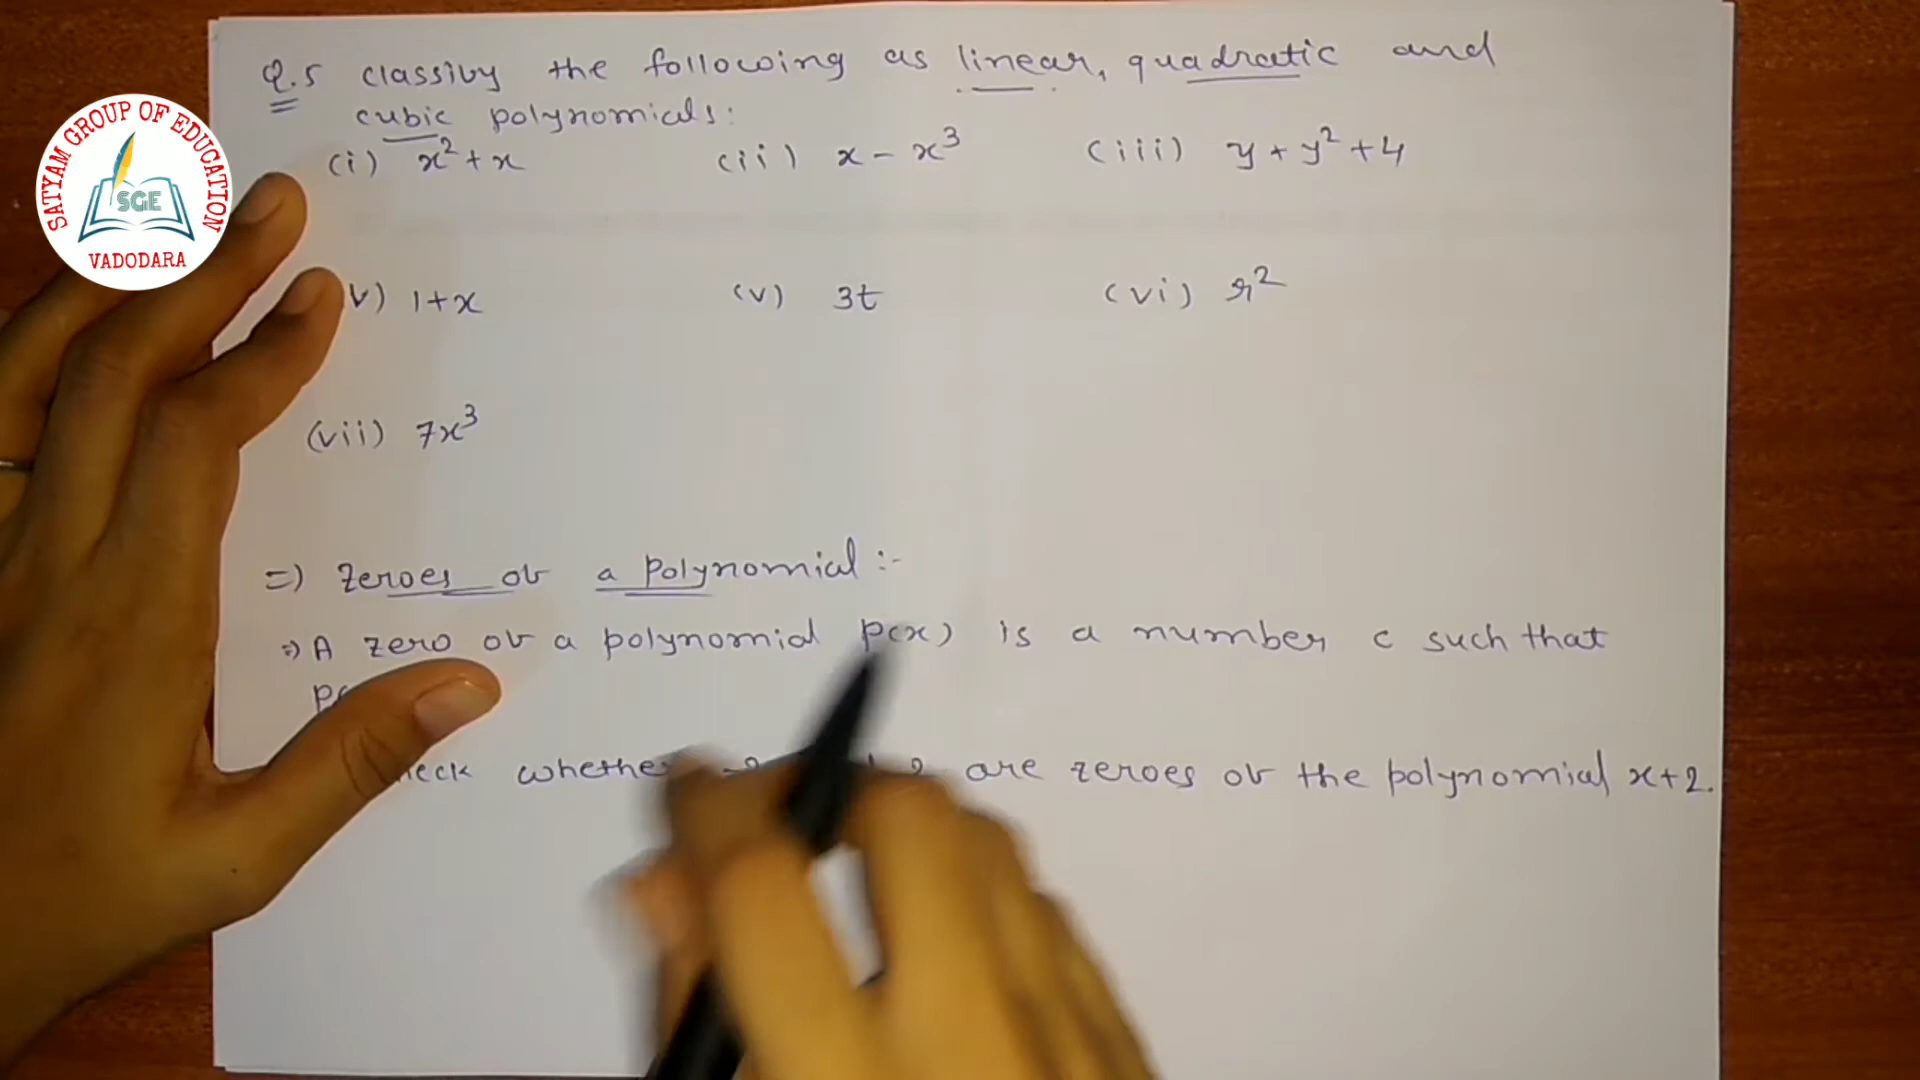 SATYAM GROUP OF EDUCATION
SGE
VADODARA
Q.5 classify the following as linear, quadratic and
cubic polynomials:
(i) x²+x (ii) x - x³ (iii) y + y² + 4
v) 1+x (v) 3t (vi) r²
(vii) 7x³
=) Zeroes of a polynomial :-
=) A zero of a polynomial P(x) is a number c such that
are zeroes of the polynomial x+2.